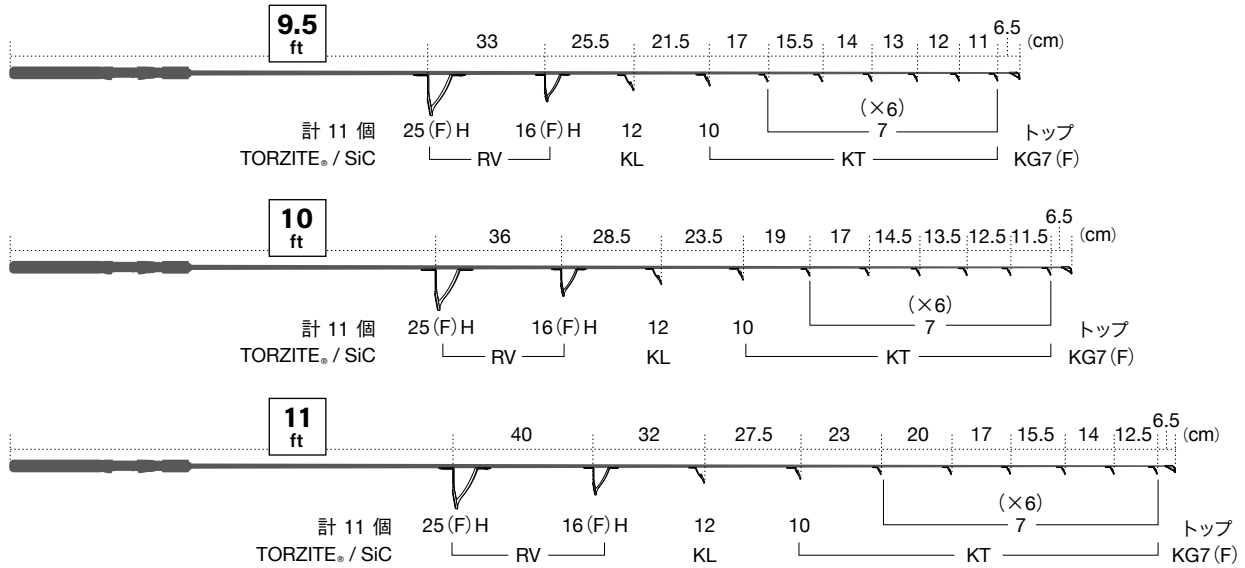 9.5
ft
33 25.5 21.5 17 15.5 14 13 12 11 6.5 (cm)
(×6)
計 11 個 25(F)H 16(F)H 12 10 7 トップ
TORZITE® / SiC RV KL KT KG7(F)
10
ft
36 28.5 23.5 19 17 14.5 13.5 12.5 11.5 6.5 (cm)
(×6)
計 11 個 25(F)H 16(F)H 12 10 7 トップ
TORZITE® / SiC RV KL KT KG7(F)
11
ft
40 32 27.5 23 20 17 15.5 14 12.5 6.5 (cm)
(×6)
計 11 個 25(F)H 16(F)H 12 10 7 トップ
TORZITE® / SiC RV KL KT KG7(F)